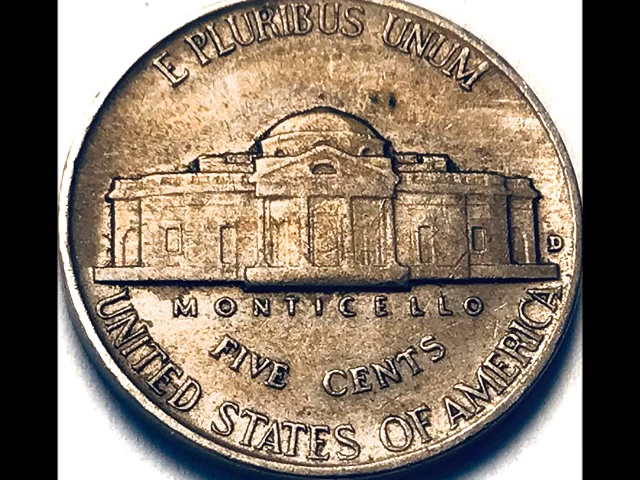 E PLURIBUS UNUM
D
MONTICELLO
FIVE CENTS
UNITED STATES OF AMERICA